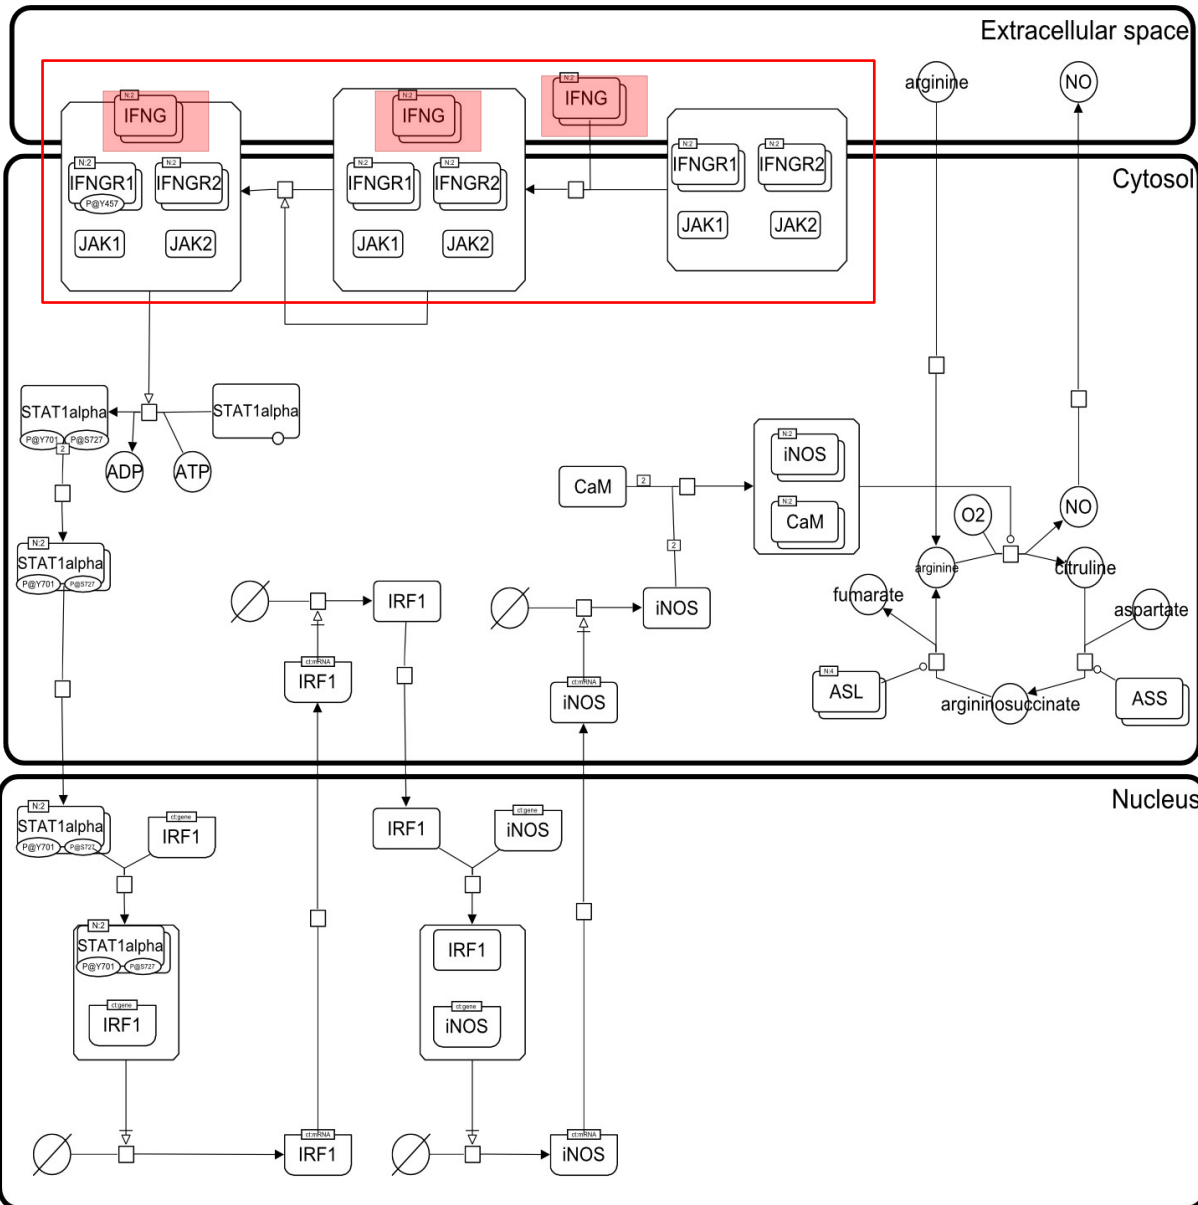 Extracellular space
N:2
IFNG
N:2
IFNG
N:2
IFNG
arginine
NO
N:2
IFNGR1
P@Y457
N:2
IFNGR2
JAK1
JAK2
N:2
IFNGR1
N:2
IFNGR2
JAK1
JAK2
N:2
IFNGR1
N:2
IFNGR2
JAK1
JAK2
Cytosol
STAT1alpha
P@Y701
P@S727
2
ADP
ATP
STAT1alpha
N:2
STAT1alpha
P@Y701
P@S727
CaM
2
2
N:2
iNOS
N:2
CaM
O2
NO
arginine
citruline
fumarate
aspartate
N:4
ASL
argininosuccinate
ASS
IRF1
ct:mRNA
IRF1
iNOS
ct:mRNA
iNOS
Nucleus
N:2
STAT1alpha
P@Y701
P@S727
ct:gene
IRF1
IRF1
ct:gene
iNOS
N:2
STAT1alpha
P@Y701
P@S727
ct:gene
IRF1
IRF1
ct:gene
iNOS
ct:mRNA
IRF1
ct:mRNA
iNOS